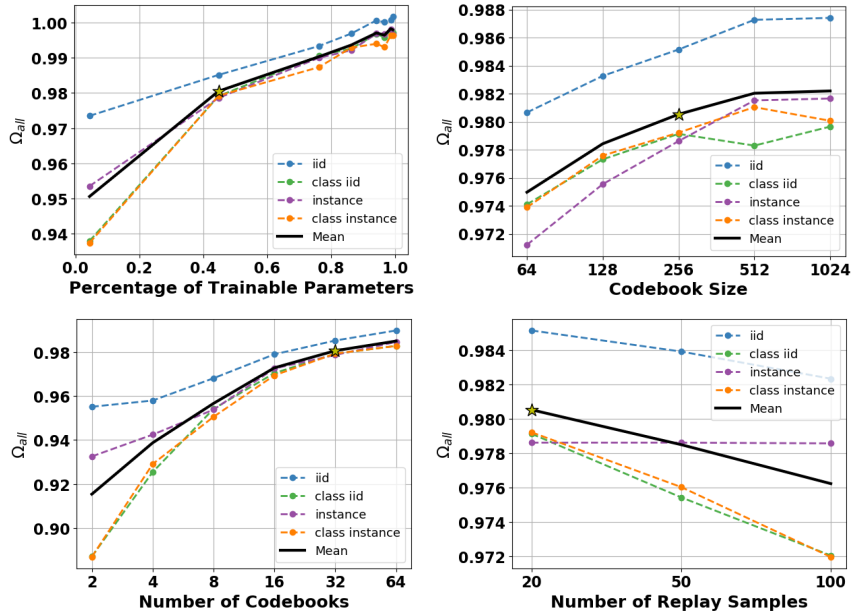 1.00
0.99
0.98
0.97
0.96
0.95
0.94
Ω_all
iid
class iid
instance
class instance
Mean
0.0 0.2 0.4 0.6 0.8 1.0
Percentage of Trainable Parameters
0.988
0.986
0.984
0.982
0.980
0.978
0.976
0.974
0.972
Ω_all
iid
class iid
instance
class instance
Mean
64 128 256 512 1024
Codebook Size
0.98
0.96
0.94
0.92
0.90
Ω_all
iid
class iid
instance
class instance
Mean
2 4 8 16 32 64
Number of Codebooks
0.984
0.982
0.980
0.978
0.976
0.974
0.972
Ω_all
iid
class iid
instance
class instance
Mean
20 50 100
Number of Replay Samples